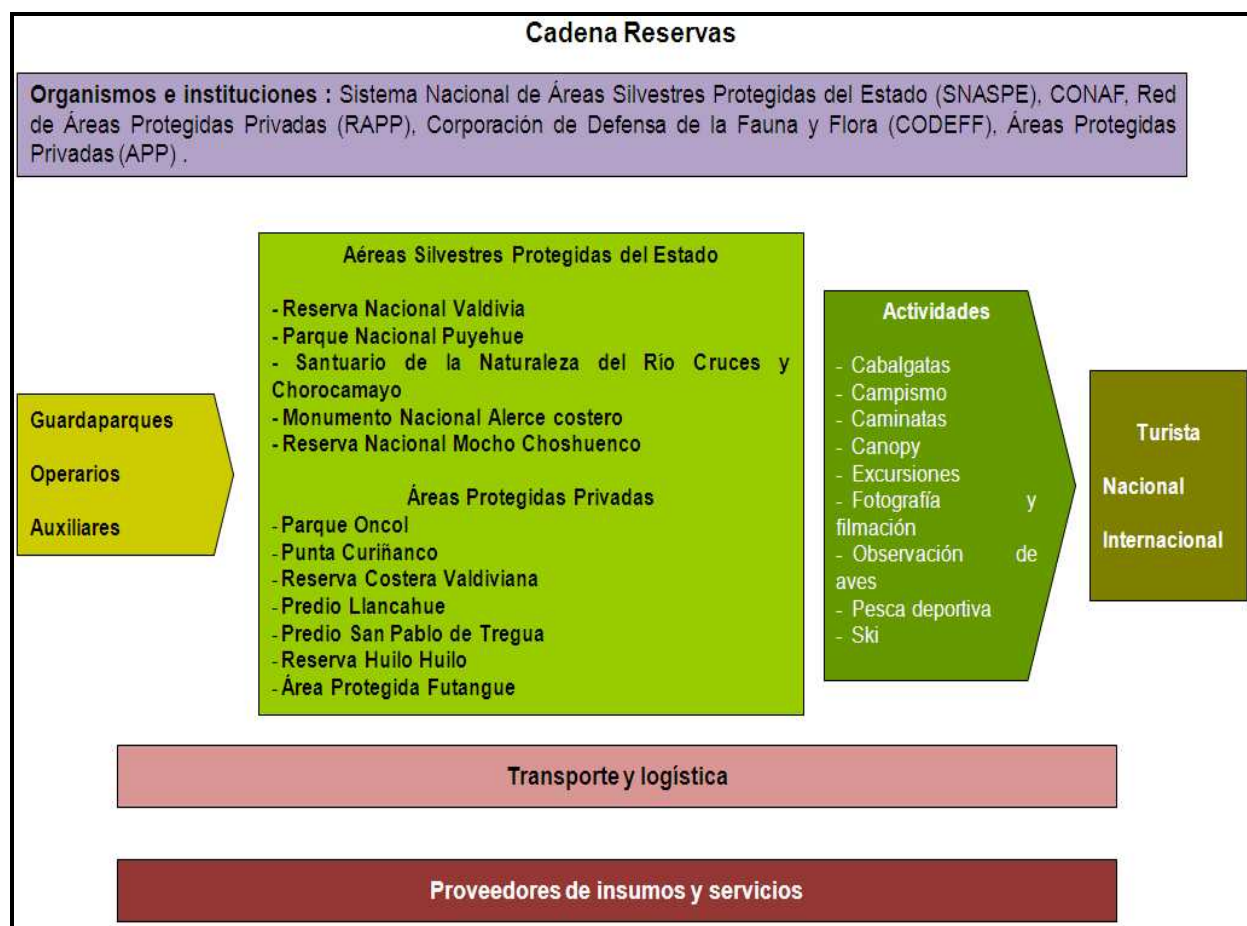 Cadena Reservas
Organismos e instituciones : Sistema Nacional de Áreas Silvestres Protegidas del Estado (SNASPE), CONAF, Red
de Áreas Protegidas Privadas (RAPP), Corporación de Defensa de la Fauna y Flora (CODEFF), Áreas Protegidas
Privadas (APP) .
Guardaparques
Operarios
Auxiliares
Aéreas Silvestres Protegidas del Estado
- Reserva Nacional Valdivia
- Parque Nacional Puyehue
- Santuario de la Naturaleza del Río Cruces y
Chorocamayo
- Monumento Nacional Alerce costero
- Reserva Nacional Mocho Choshuenco
Áreas Protegidas Privadas
- Parque Oncol
- Punta Curiñanco
- Reserva Costera Valdiviana
- Predio Llancahue
- Predio San Pablo de Tregua
- Reserva Huilo Huilo
- Área Protegida Futangue
Actividades
- Cabalgatas
- Campismo
- Caminatas
- Canopy
- Excursiones
- Fotografía y
filmación
- Observación de
aves
- Pesca deportiva
- Ski
Turista
Nacional
Internacional
Transporte y logística
Proveedores de insumos y servicios